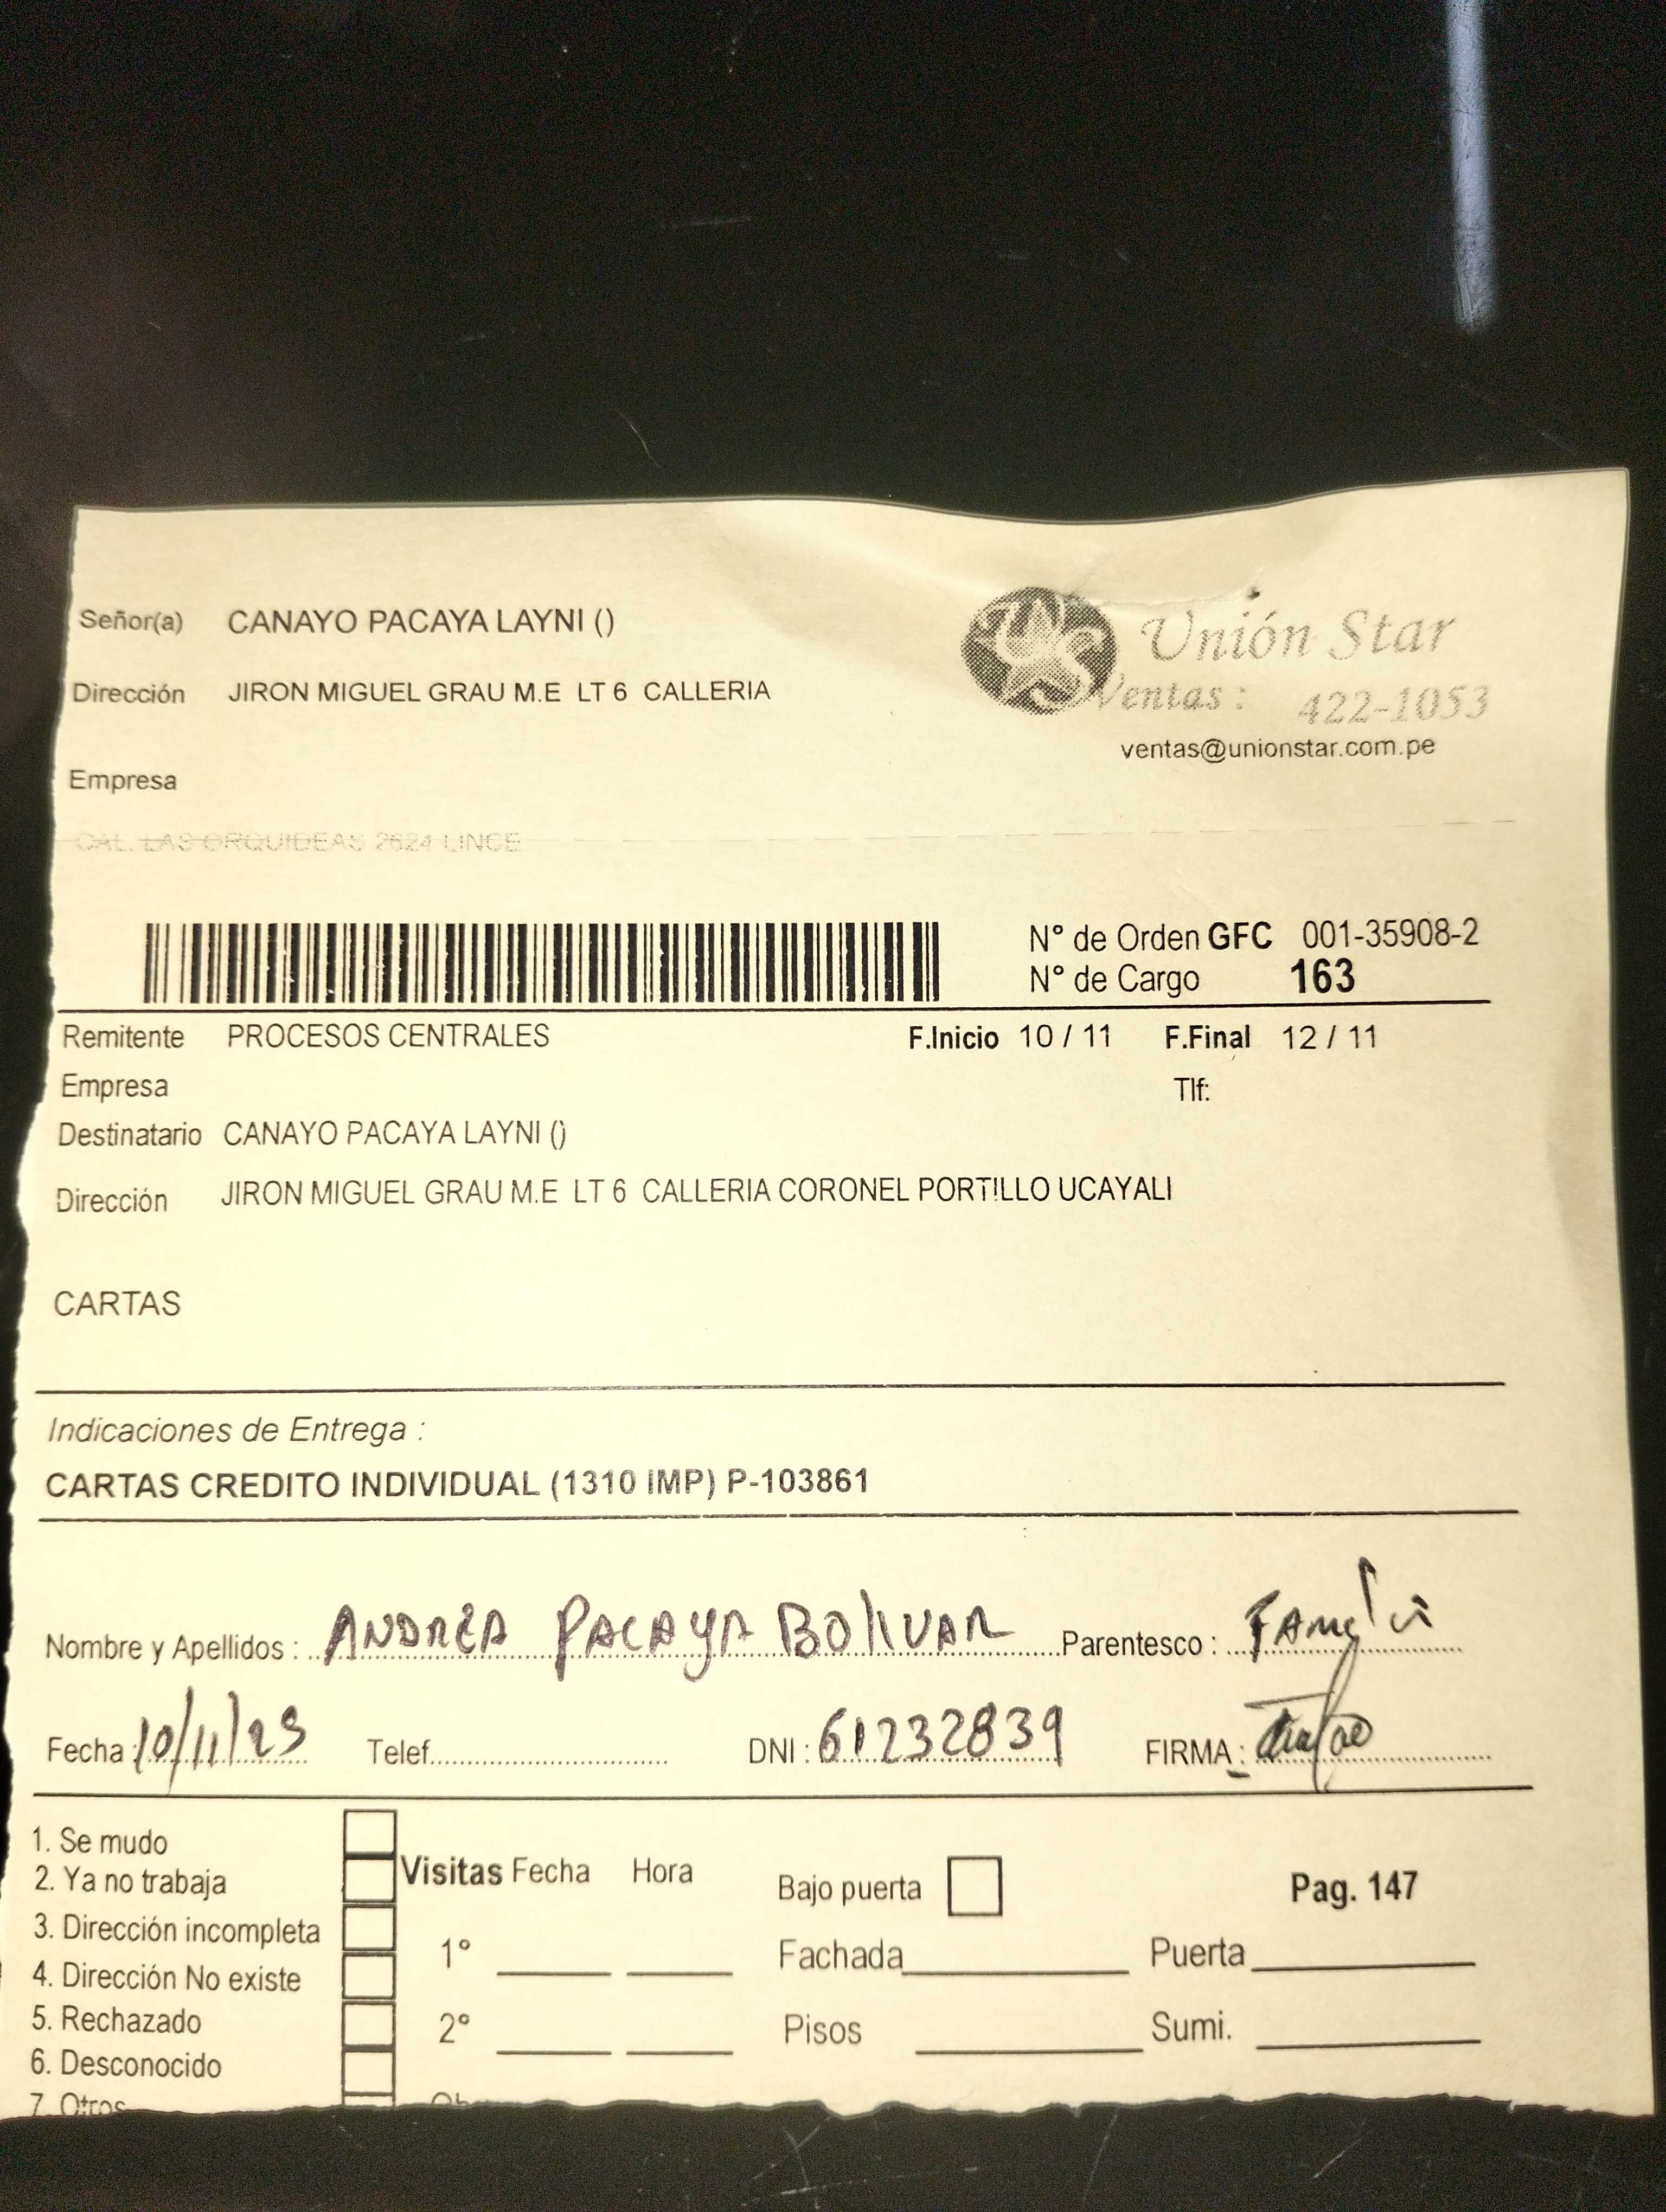 Señor(a) CANAYO PACAYA LAYNI ()
Unión Star
Dirección JIRON MIGUEL GRAU M.E LT 6 CALLERIA
Ventas : 422-1053
ventas@unionstar.com.pe
Empresa
CAL. LAS ORQUIDEAS 2624 LINCE
N° de Orden GFC 001-35908-2
N° de Cargo 163
Remitente PROCESOS CENTRALES F.Inicio 10 / 11 F.Final 12 / 11
Empresa Tlf:
Destinatario CANAYO PACAYA LAYNI ()
Dirección JIRON MIGUEL GRAU M.E LT 6 CALLERIA CORONEL PORTILLO UCAYALI
CARTAS
Indicaciones de Entrega :
CARTAS CREDITO INDIVIDUAL (1310 IMP) P-103861
Nombre y Apellidos : ANDREA PACAYA BOLIVAR Parentesco :
Fecha : 10/11/23 Telef. DNI : 61232839 FIRMA :
1. Se mudo
2. Ya no trabaja
Visitas Fecha Hora Bajo puerta Pag. 147
3. Dirección incompleta
1° Fachada Puerta
4. Dirección No existe
5. Rechazado
2° Pisos Sumi.
6. Desconocido
7. Otros